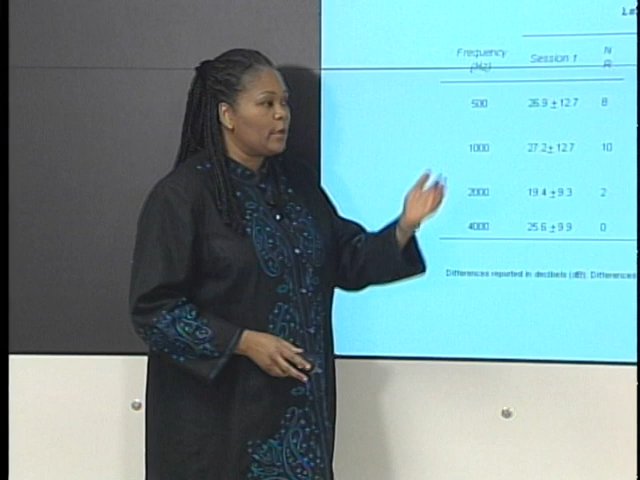 Le
Frequency Session 1 N
(Hz) R
500 26.9 ± 12.7 8
1000 27.2 ± 12.7 10
2000 19.4 ± 9.3 2
4000 25.6 ± 9.9 0
Differences reported in decibels (dB). Differences